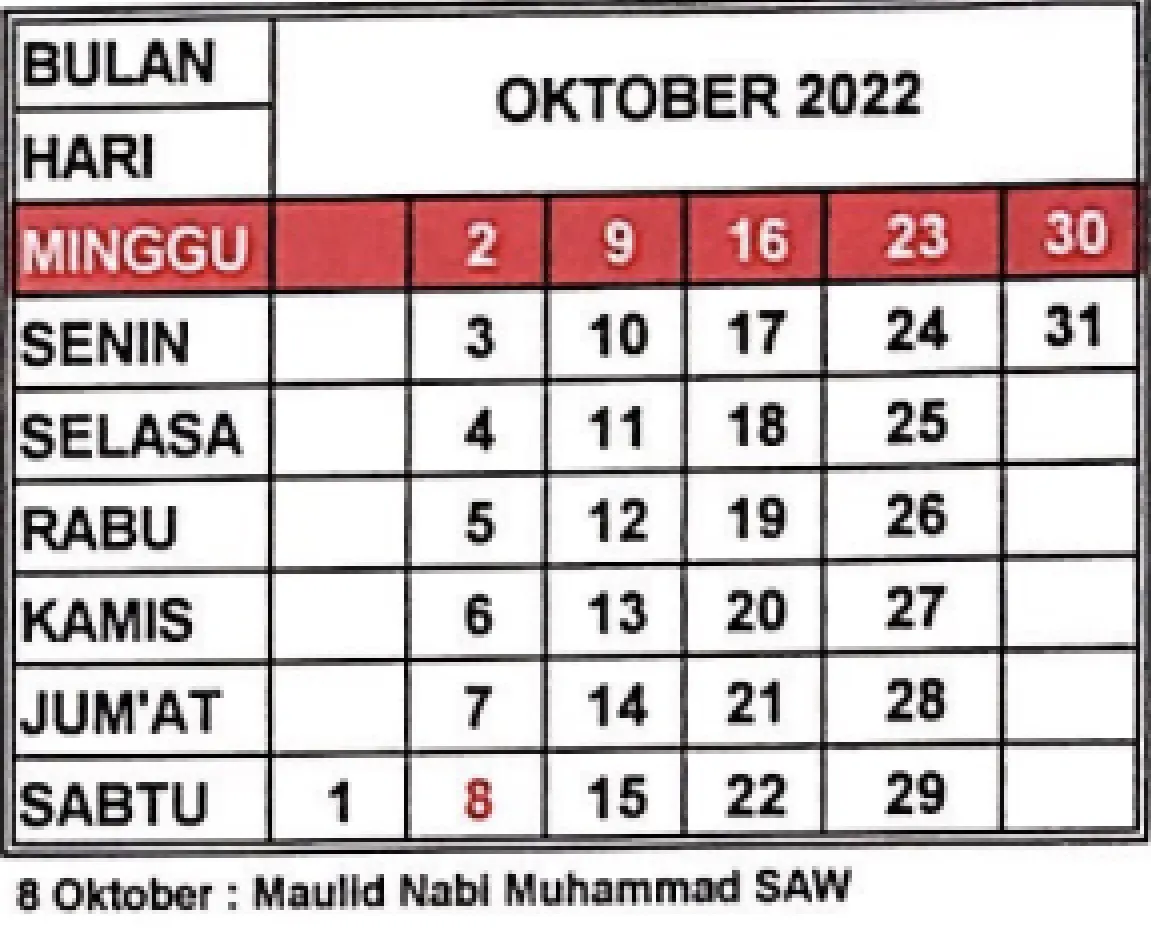 BULAN
OKTOBER 2022
HARI
MINGGU 2 9 16 23 30
SENIN 3 10 17 24 31
SELASA 4 11 18 25
RABU 5 12 19 26
KAMIS 6 13 20 27
JUM'AT 7 14 21 28
SABTU 1 8 15 22 29
8 Oktober : Maulid Nabi Muhammad SAW